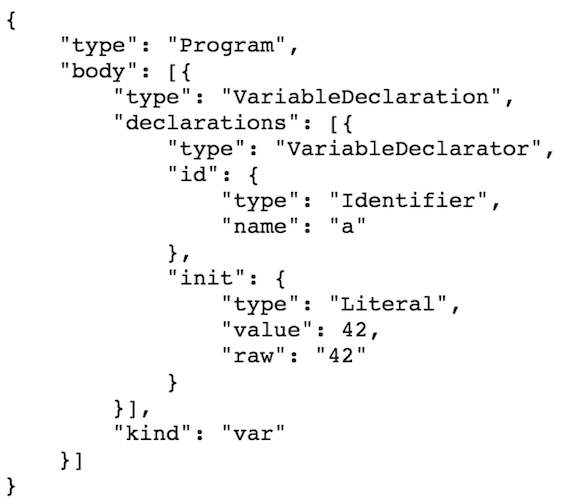 {
    "type": "Program",
    "body": [{
        "type": "VariableDeclaration",
        "declarations": [{
            "type": "VariableDeclarator",
            "id": {
                "type": "Identifier",
                "name": "a"
            },
            "init": {
                "type": "Literal",
                "value": 42,
                "raw": "42"
            }
        }],
        "kind": "var"
    }]
}